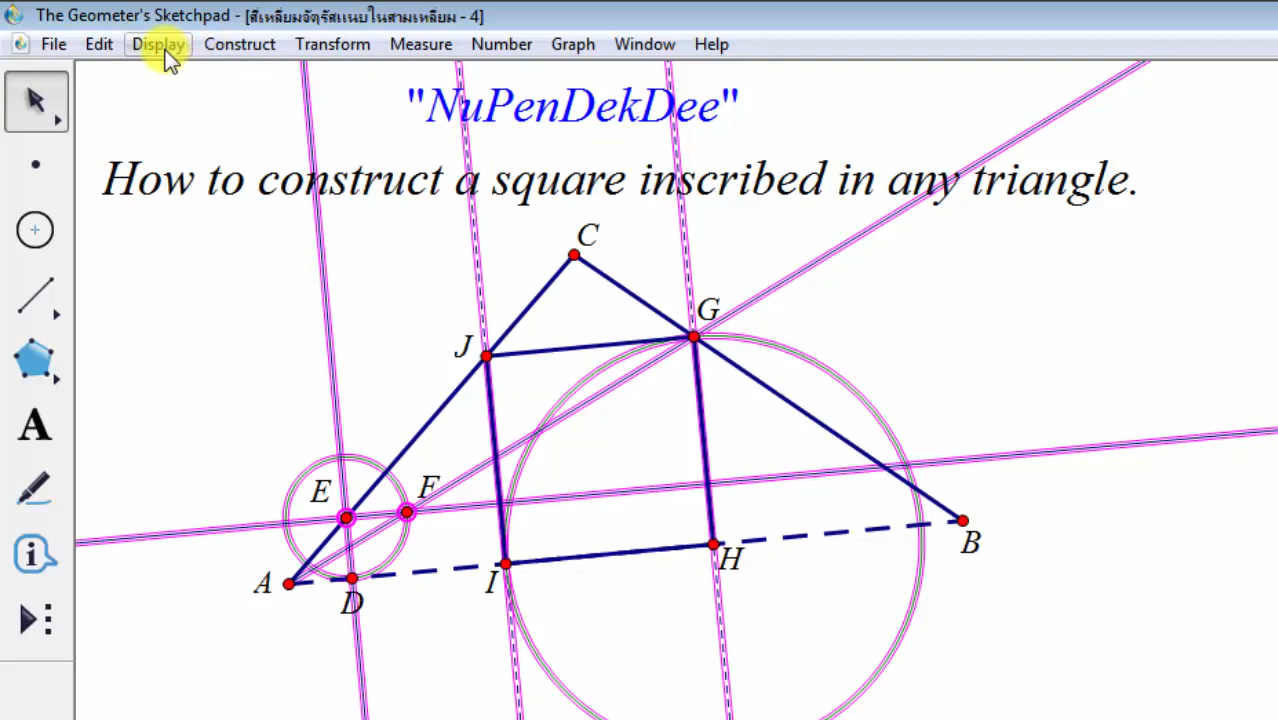 The Geometer's Sketchpad - [สี่เหลี่ยมจัตุรัสแนบในสามเหลี่ยม - 4]
File Edit Display Construct Transform Measure Number Graph Window Help
"NuPenDekDee"
How to construct a square inscribed in any triangle.
C
G
J
E F
B
H
A I
D
A
i